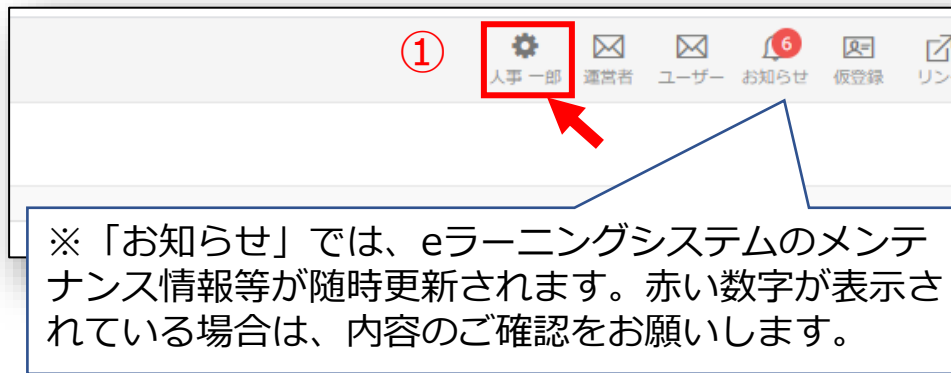 ①
6
人事 一郎 運営者 ユーザー お知らせ 仮登録 リン
※「お知らせ」では、eラーニングシステムのメンテ
ナンス情報等が随時更新されます。赤い数字が表示さ
れている場合は、内容のご確認をお願いします。